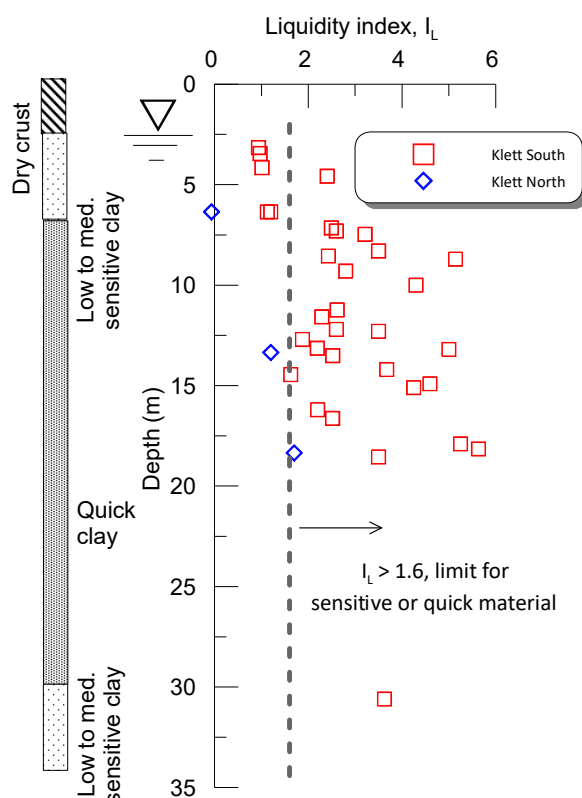 Liquidity index, I_L
0 2 4 6
0
5
10
15
20
25
30
35
Depth (m)
Dry crust
Low to med.
sensitive clay
Quick
clay
Low to med.
sensitive clay
Klett South
Klett North
I_L > 1.6, limit for
sensitive or quick material